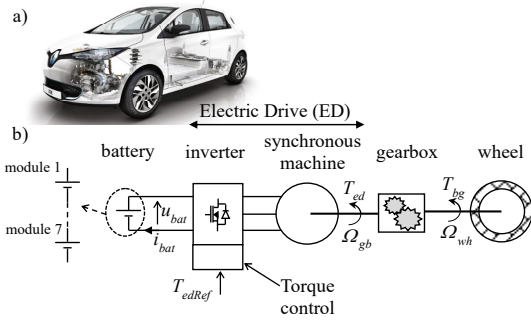 a)
Electric Drive (ED)
b)
battery
inverter
synchronous
machine
gearbox
wheel
module 1
module 7
u_bat
i_bat
T_ed
Ω_gb
T_bg
Ω_wh
T_edRef
Torque
control